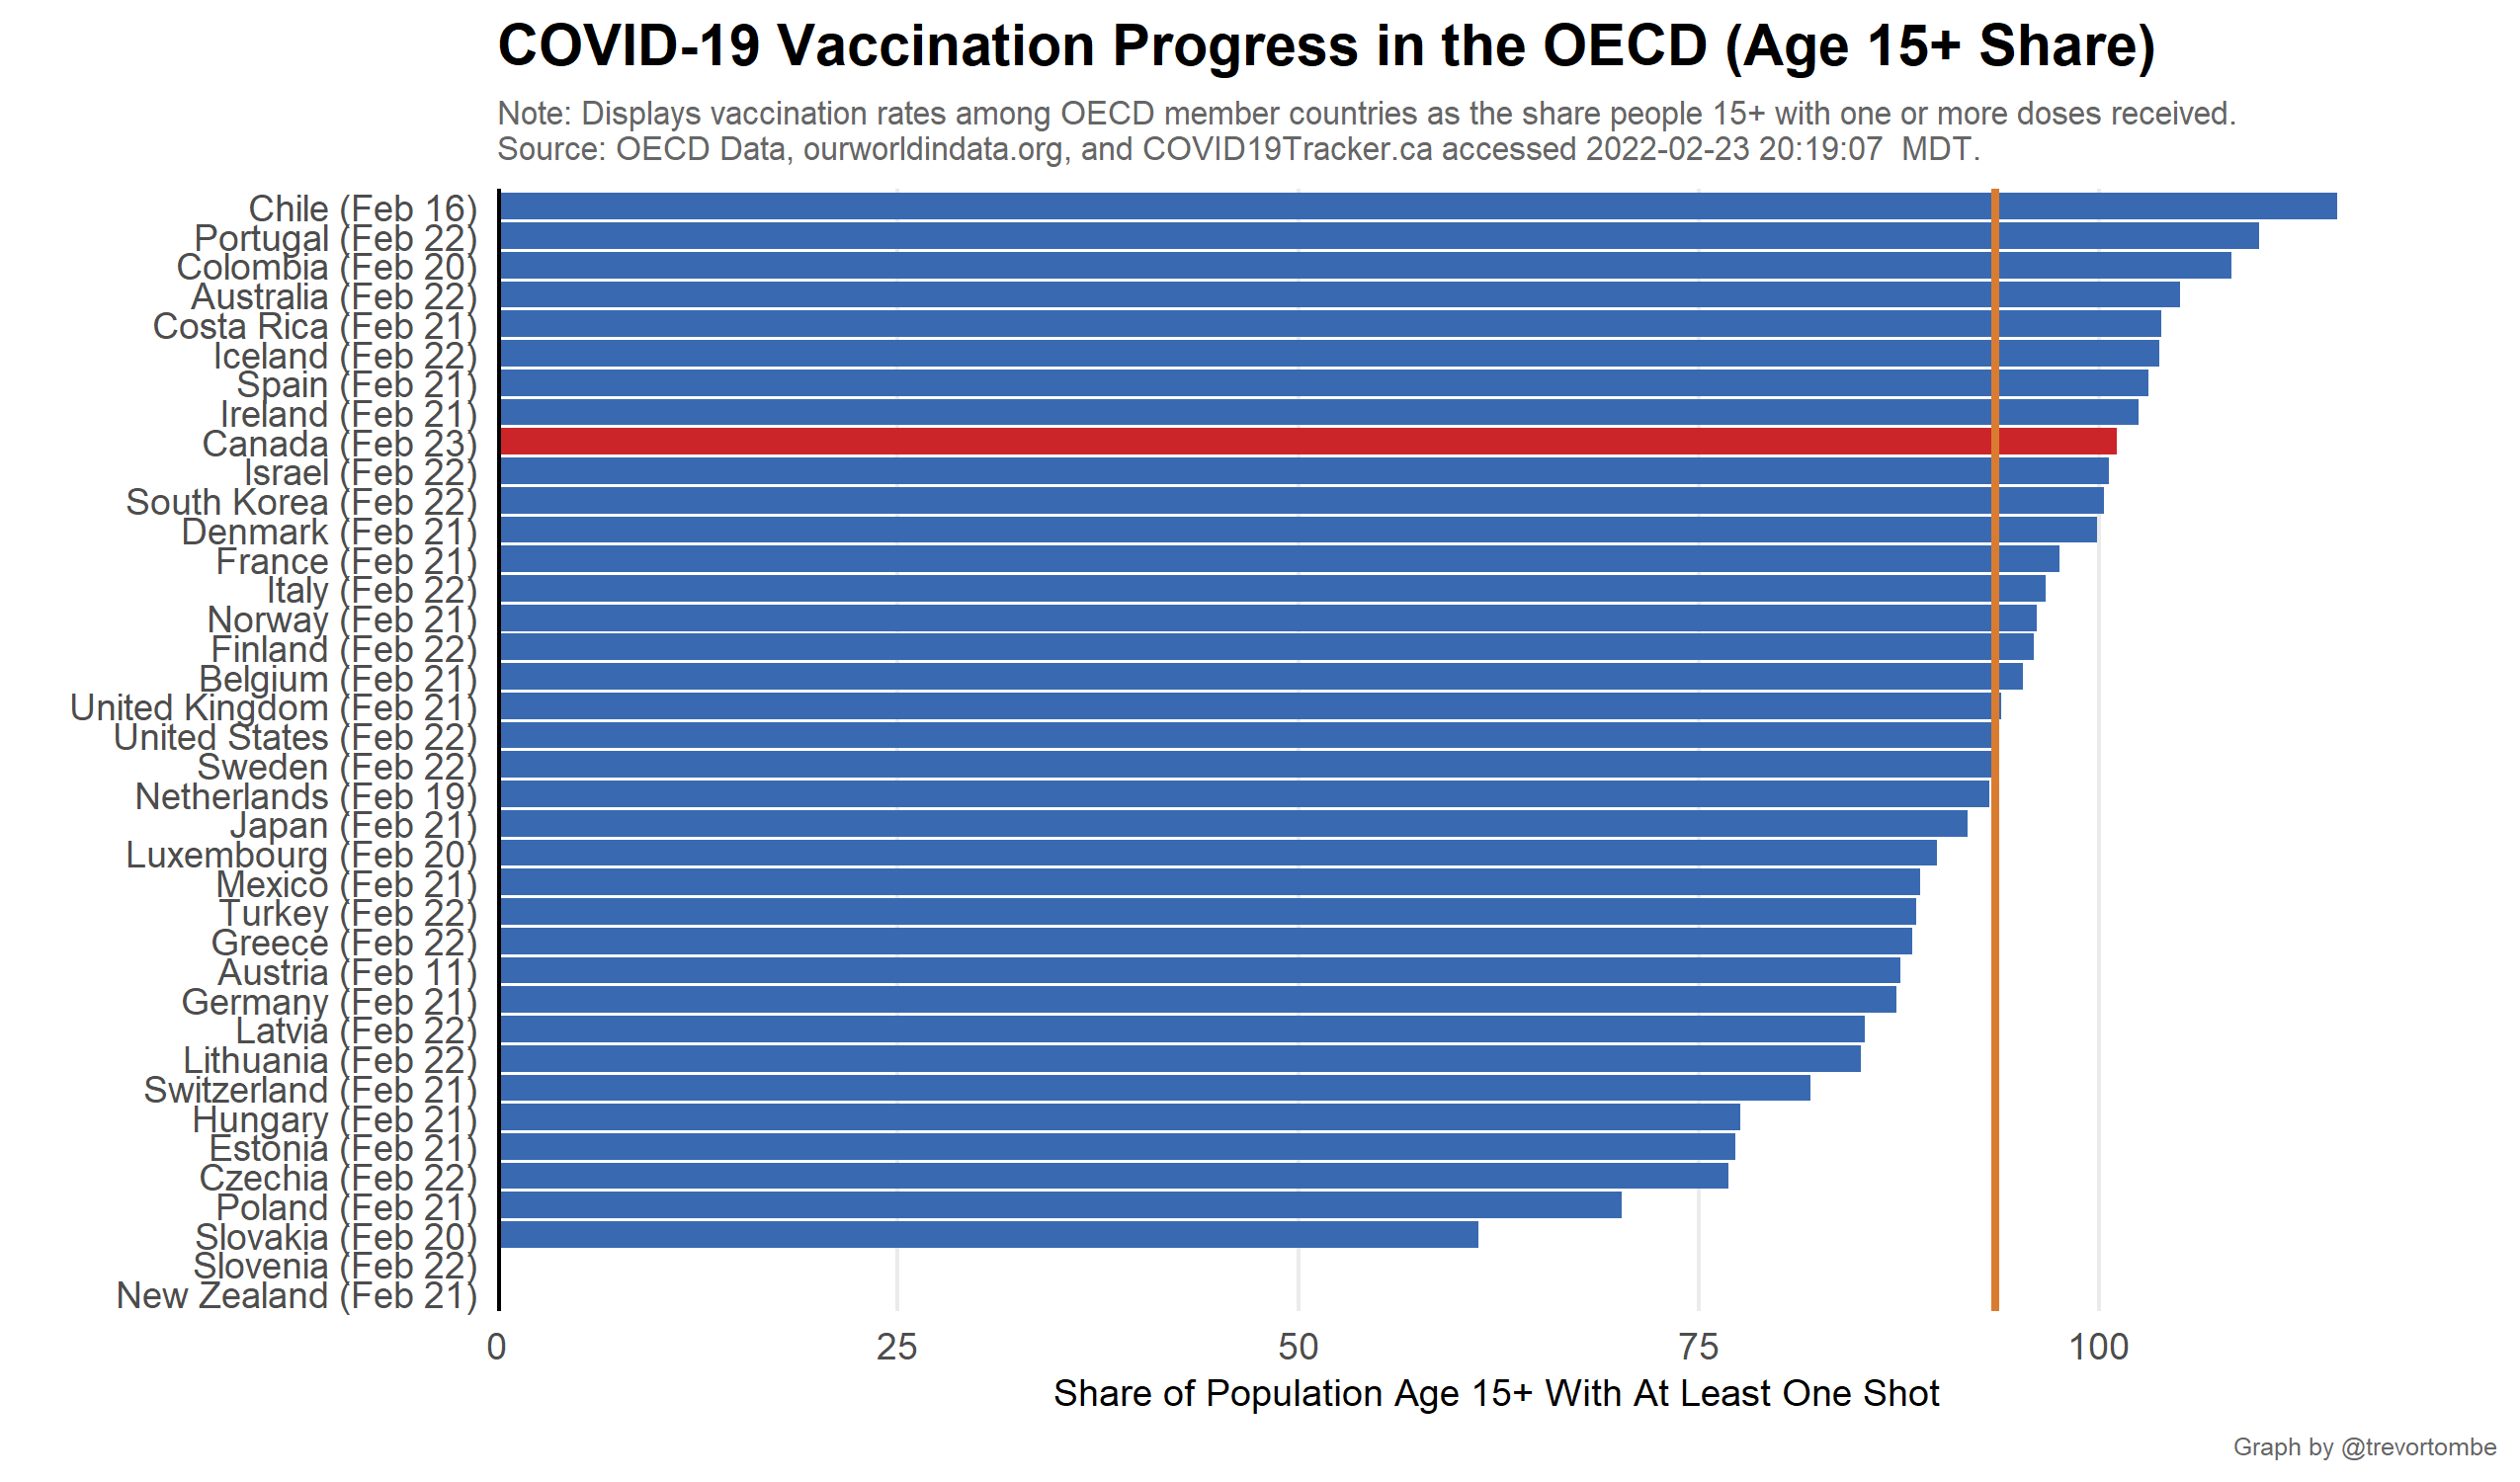 COVID-19 Vaccination Progress in the OECD (Age 15+ Share)
Note: Displays vaccination rates among OECD member countries as the share people 15+ with one or more doses received.
Source: OECD Data, ourworldindata.org, and COVID19Tracker.ca accessed 2022-02-23 20:19:07  MDT.
Chile (Feb 16)
Portugal (Feb 22)
Colombia (Feb 20)
Australia (Feb 22)
Costa Rica (Feb 21)
Iceland (Feb 22)
Spain (Feb 21)
Ireland (Feb 21)
Canada (Feb 23)
Israel (Feb 22)
South Korea (Feb 22)
Denmark (Feb 21)
France (Feb 21)
Italy (Feb 22)
Norway (Feb 21)
Finland (Feb 22)
Belgium (Feb 21)
United Kingdom (Feb 21)
United States (Feb 22)
Sweden (Feb 22)
Netherlands (Feb 19)
Japan (Feb 21)
Luxembourg (Feb 20)
Mexico (Feb 21)
Turkey (Feb 22)
Greece (Feb 22)
Austria (Feb 11)
Germany (Feb 21)
Latvia (Feb 22)
Lithuania (Feb 22)
Switzerland (Feb 21)
Hungary (Feb 21)
Estonia (Feb 21)
Czechia (Feb 22)
Poland (Feb 21)
Slovakia (Feb 20)
Slovenia (Feb 22)
New Zealand (Feb 21)
0 25 50 75 100
Share of Population Age 15+ With At Least One Shot
Graph by @trevortombe